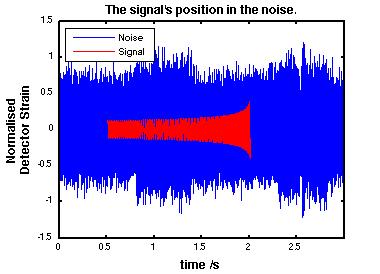 The signal's position in the noise.
1.5
Noise
Signal
1
0.5
0
-0.5
-1
-1.5
Normalised
Detector Strain
0 0.5 1 1.5 2 2.5
time /s